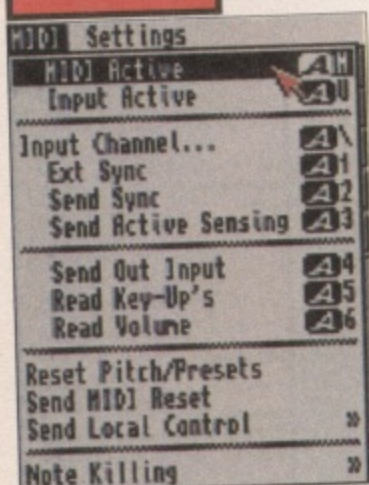 MIDI Settings
MIDI Active A M
Input Active A U
Input Channel... A \
Ext Sync A 1
Send Sync A 2
Send Active Sensing A 3
Send Out Input A 4
Read Key-Up's A 5
Read Volume A 6
Reset Pitch/Presets
Send MIDI Reset
Send Local Control »
Note Killing »